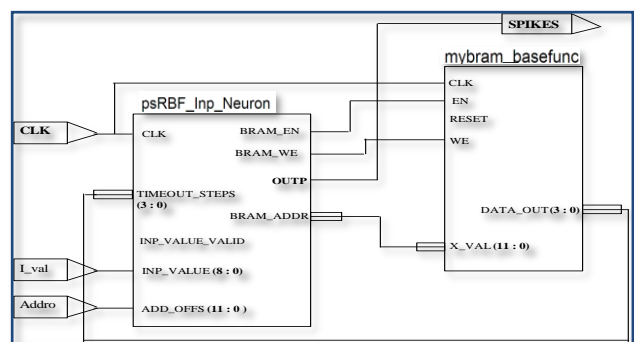 SPIKES
mybram_basefunc
CLK
EN
RESET
WE
DATA_OUT(3 : 0)
X_VAL (11 : 0)
psRBF_Inp_Neuron
CLK
BRAM_EN
BRAM_WE
OUTP
TIMEOUT_STEPS
(3 : 0)
BRAM_ADDR
INP_VALUE_VALID
INP_VALUE (8 : 0)
ADD_OFFS (11 : 0 )
CLK
I_val
Addro